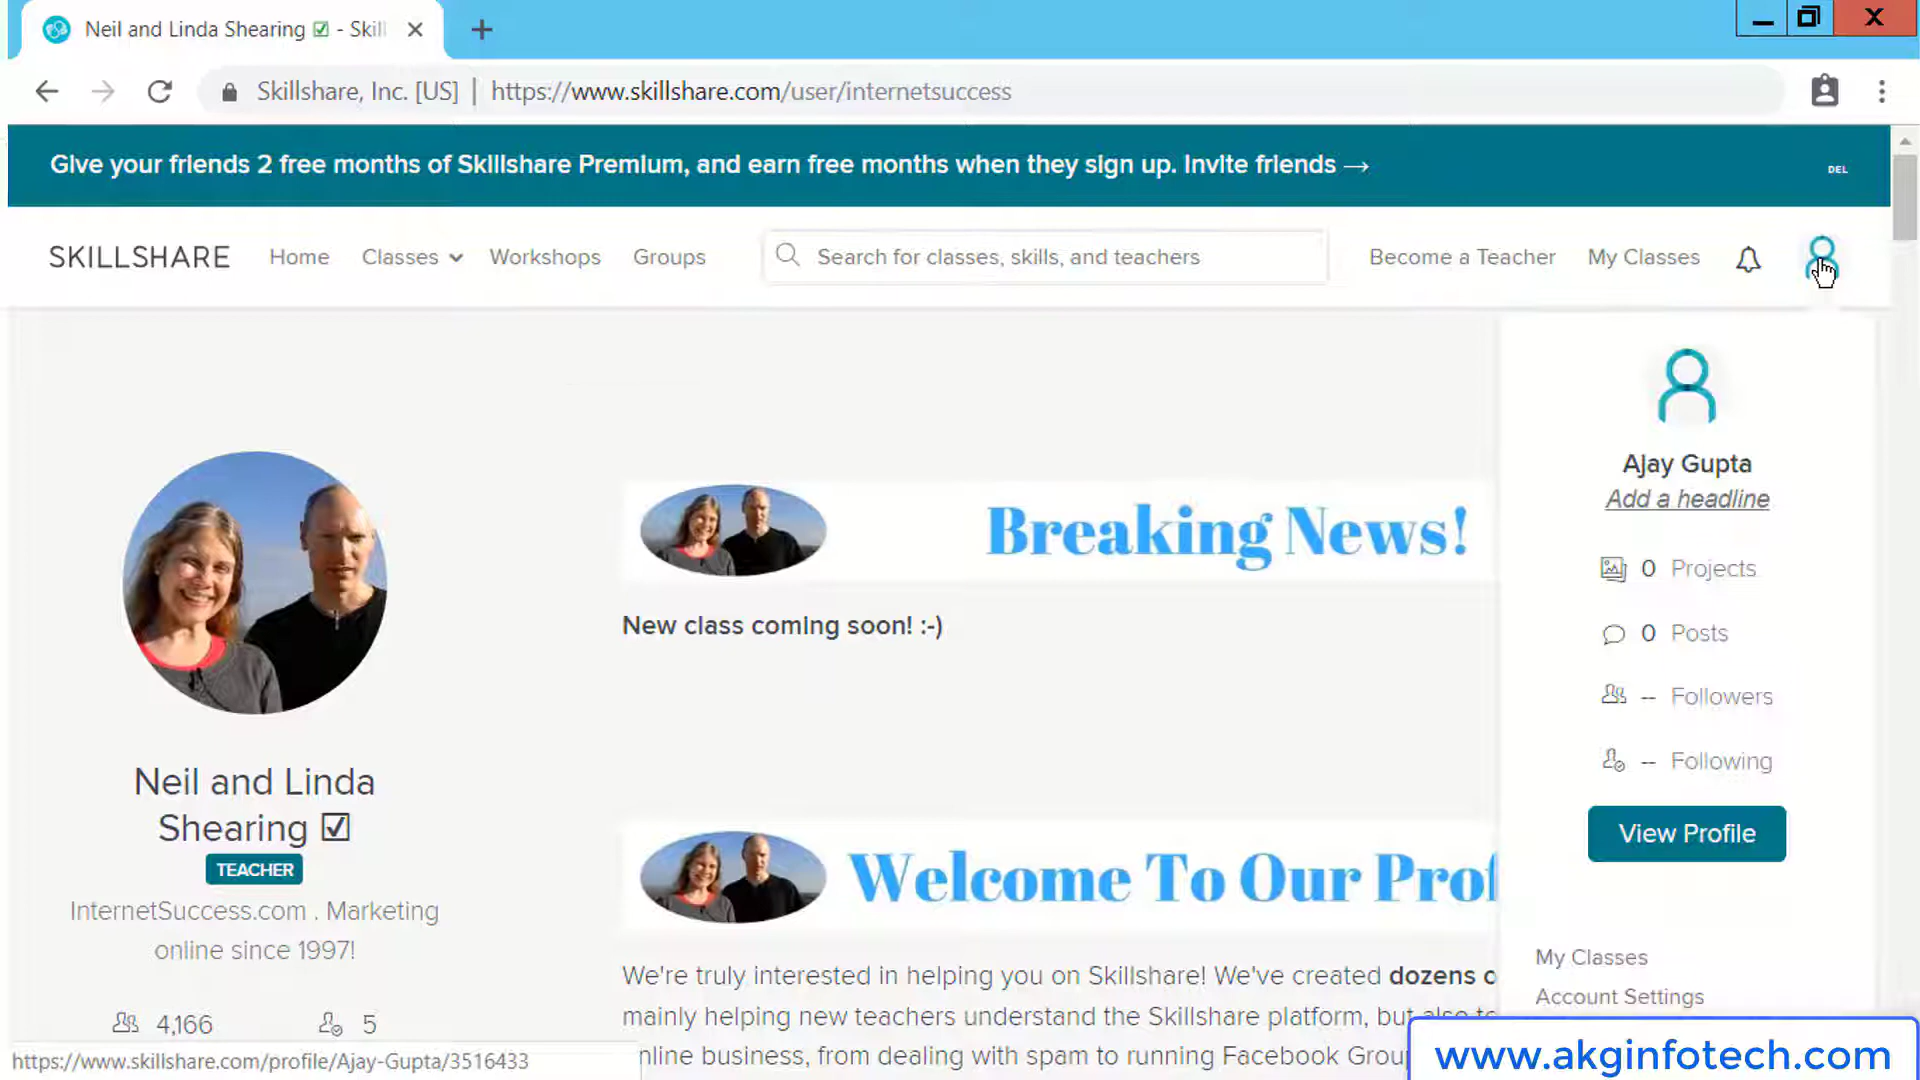 Neil and Linda Shearing ☑ - Skil
Skillshare, Inc. [US] | https://www.skillshare.com/user/internetsuccess
Give your friends 2 free months of Skillshare Premium, and earn free months when they sign up. Invite friends →
DEL
SKILLSHARE Home Classes Workshops Groups Search for classes, skills, and teachers Become a Teacher My Classes
Ajay Gupta
Add a headline
0 Projects
0 Posts
-- Followers
-- Following
View Profile
My Classes
Account Settings
Breaking News!
New class coming soon! :-)
Neil and Linda
Shearing ☑
TEACHER
InternetSuccess.com . Marketing
online since 1997!
4,166 5
Welcome To Our Prof
We're truly interested in helping you on Skillshare! We've created dozens o
mainly helping new teachers understand the Skillshare platform, but also to
nline business, from dealing with spam to running Facebook Grou
https://www.skillshare.com/profile/Ajay-Gupta/3516433
www.akginfotech.com